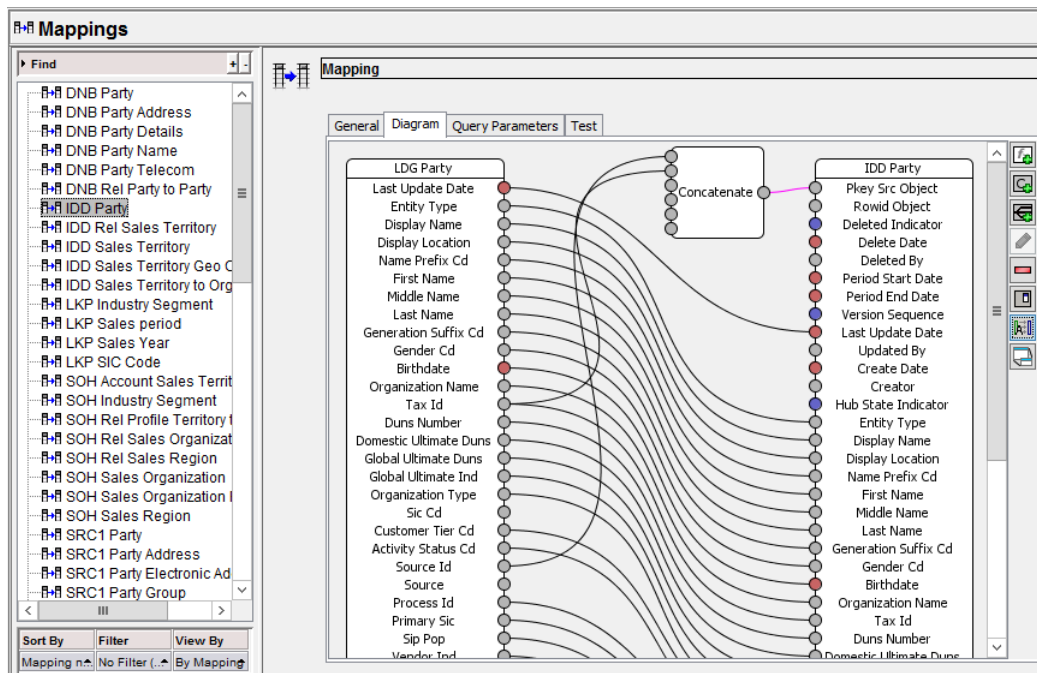 Mappings
Find
+ -
DNB Party
DNB Party Address
DNB Party Details
DNB Party Name
DNB Party Telecom
DNB Rel Party to Party
IDD Party
IDD Rel Sales Territory
IDD Sales Territory
IDD Sales Territory Geo C
IDD Sales Territory to Org
LKP Industry Segment
LKP Sales period
LKP Sales Year
LKP SIC Code
SOH Account Sales Territ
SOH Industry Segment
SOH Rel Profile Territory t
SOH Rel Sales Organizat
SOH Rel Sales Region
SOH Sales Organization
SOH Sales Organization I
SOH Sales Region
SRC1 Party
SRC1 Party Address
SRC1 Party Electronic Ad
SRC1 Party Group
Sort By Filter View By
Mapping n... No Filter (... By Mapping
Mapping
General Diagram Query Parameters Test
LDG Party
Last Update Date
Entity Type
Display Name
Display Location
Name Prefix Cd
First Name
Middle Name
Last Name
Generation Suffix Cd
Gender Cd
Birthdate
Organization Name
Tax Id
Duns Number
Domestic Ultimate Duns
Global Ultimate Duns
Global Ultimate Ind
Organization Type
Sic Cd
Customer Tier Cd
Activity Status Cd
Source Id
Source
Process Id
Primary Sic
Sip Pop
Vendor Ind
Concatenate
IDD Party
Pkey Src Object
Rowid Object
Deleted Indicator
Delete Date
Deleted By
Period Start Date
Period End Date
Version Sequence
Last Update Date
Updated By
Create Date
Creator
Hub State Indicator
Entity Type
Display Name
Display Location
Name Prefix Cd
First Name
Middle Name
Last Name
Generation Suffix Cd
Gender Cd
Birthdate
Organization Name
Tax Id
Duns Number
Domestic Ultimate Duns